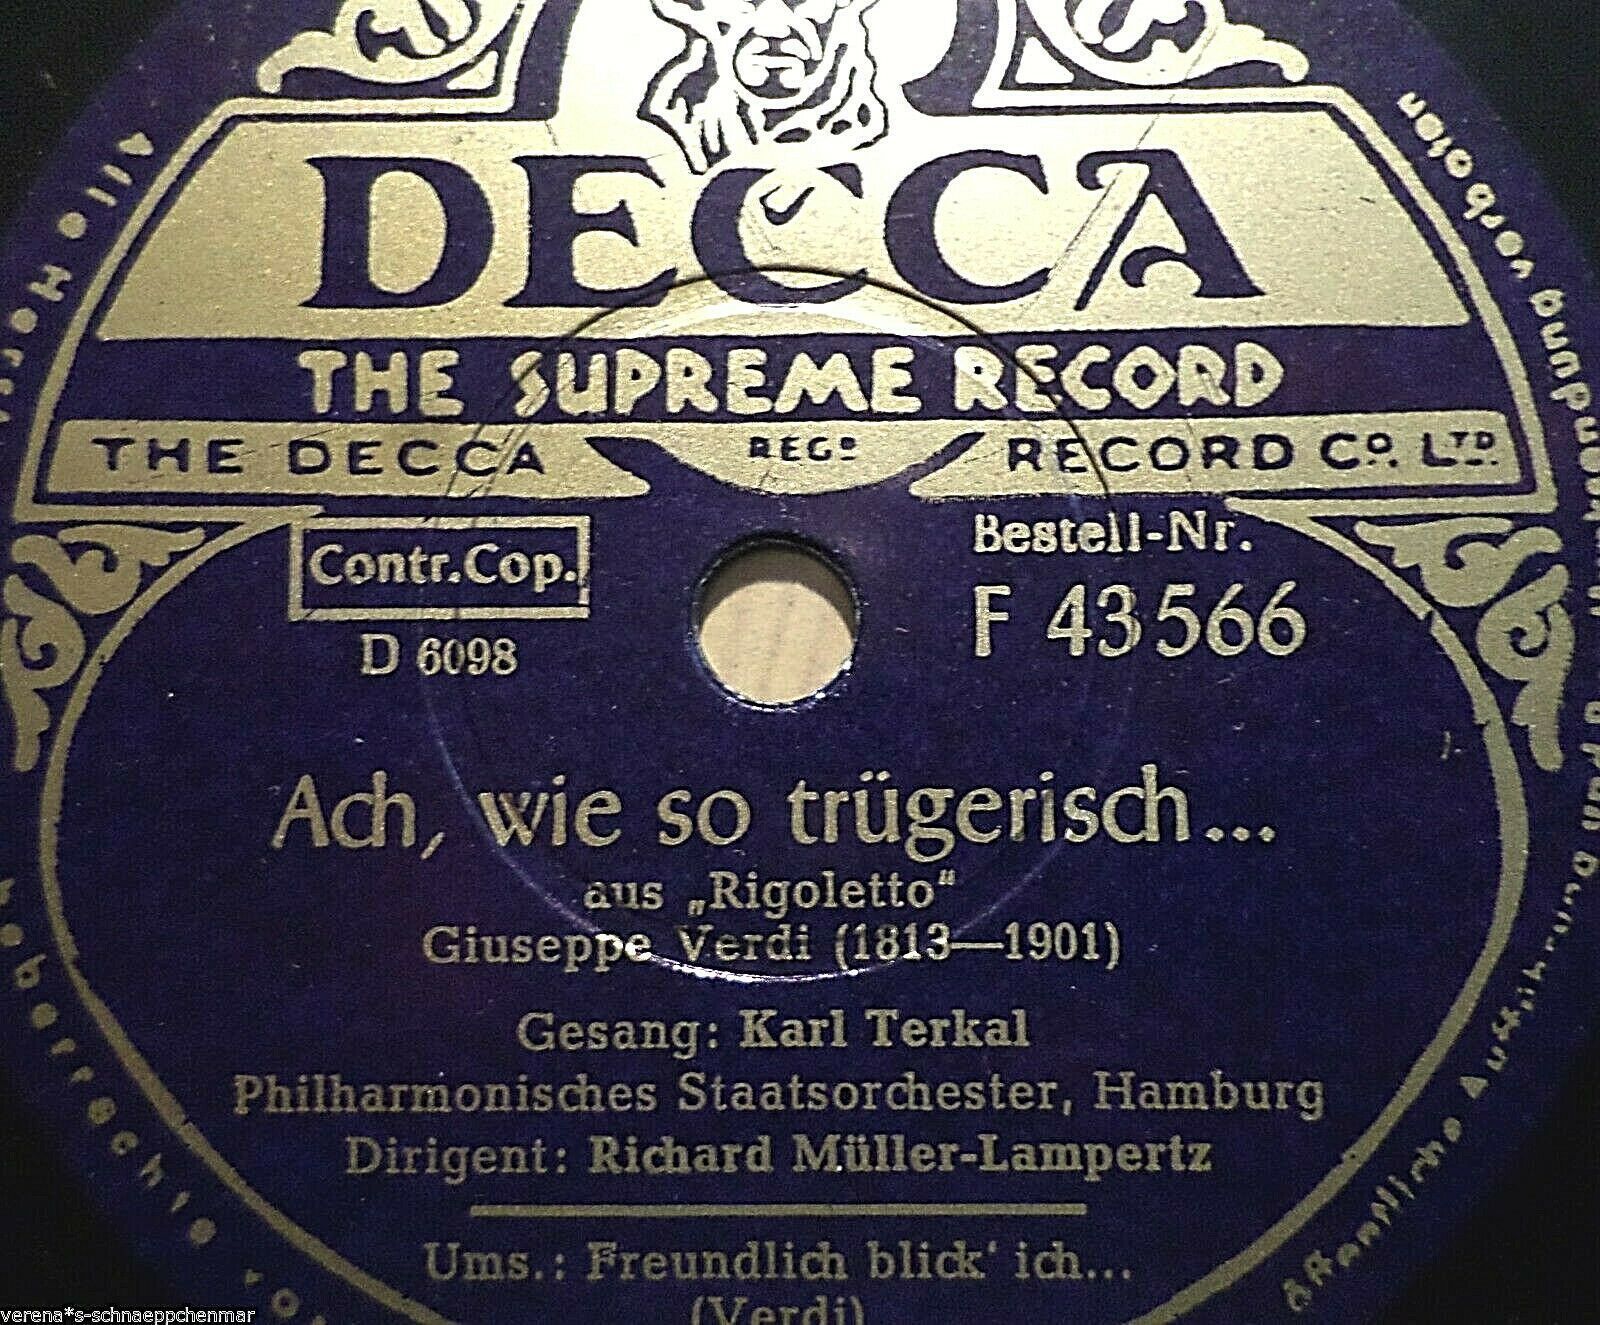 DECCA
THE SUPREME RECORD
THE DECCA REGD RECORD CO. LTD.
Contr.Cop.
D 6098
Bestell-Nr.
F 43566
Ach, wie so trügerisch...
aus „Rigoletto“
Giuseppe Verdi (1813—1901)
Gesang: Karl Terkal
Philharmonisches Staatsorchester, Hamburg
Dirigent: Richard Müller-Lampertz
Ums.: Freundlich blick' ich...
(Verdi)
Alle
verboten
verena*s-schnaeppchenmar